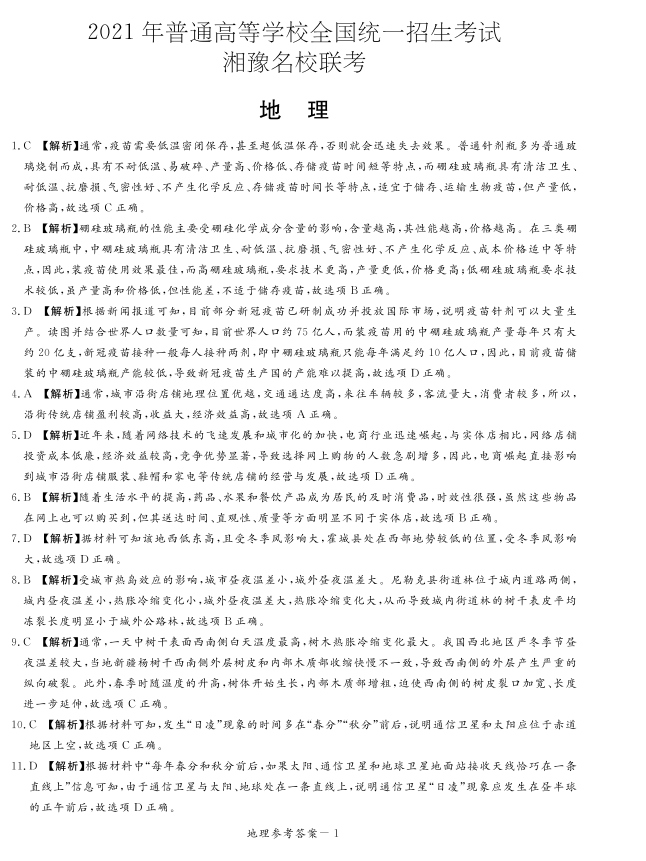 2021 年普通高等学校全国统一招生考试
湘豫名校联考
地 理
1. C 【解析】通常,疫苗需要低温密闭保存,甚至超低温保存,否则就会迅速失去效果。普通针剂瓶多为普通玻
璃烧制而成,具有不耐低温、易破碎、产量高、价格低、存储疫苗时间短等特点,而硼硅玻璃瓶具有清洁卫生、
耐低温、抗磨损、气密性好、不产生化学反应、存储疫苗时间长等特点,适宜于储存、运输生物疫苗,但产量低,
价格高,故选项 C 正确。
2. B 【解析】硼硅玻璃瓶的性能主要受硼硅化学成分含量的影响,含量越高,其性能越高,价格越高。在三类硼
硅玻璃瓶中,中硼硅玻璃瓶具有清洁卫生、耐低温、抗磨损、气密性好、不产生化学反应、成本价格适中等特
点,因此,装疫苗使用效果最佳,而高硼硅玻璃瓶,要求技术更高,产量更低,价格更高;低硼硅玻璃瓶要求技
术较低,虽产量高和价格低,但性能差,不适于储存疫苗,故选项 B 正确。
3. D 【解析】根据新闻报道可知,目前部分新冠疫苗已研制成功并投放国际市场,说明疫苗针剂可以大量生
产。读图并结合世界人口数量可知,目前世界人口约 75 亿人,而装疫苗用的中硼硅玻璃瓶产量每年只有大
约 20 亿支,新冠疫苗接种一般每人接种两剂,即中硼硅玻璃瓶只能每年满足约 10 亿人口,因此,目前疫苗储
装的中硼硅玻璃瓶产能较低,导致新冠疫苗生产国的产能难以提高,故选项 D 正确。
4. A 【解析】通常,城市沿街店铺地理位置优越,交通通达度高,来往车辆较多,客流量大,消费者较多,所以,
沿街传统店铺盈利较高,收益大,经济效益高,故选项 A 正确。
5. D 【解析】近年来,随着网络技术的飞速发展和城市化的加快,电商行业迅速崛起,与实体店相比,网络店铺
投资成本低廉,经济效益较高,竞争优势显著,导致选择网上购物的人数急剧增多,因此,电商崛起直接影响
到城市沿街店铺服装、鞋帽和家电等传统店铺的经营与发展,故选项 D 正确。
6. B 【解析】随着生活水平的提高,药品、水果和餐饮产品成为居民的及时消费品,时效性很强,虽然这些物品
在网上也可以购买到,但其送达时间、直观性、质量等方面明显不同于实体店,故选项 B 正确。
7. D 【解析】据材料可知该地西低东高,且受冬季风影响大,霍城县处在西部地势较低的位置,受冬季风影响
大,故选项 D 正确。
8. B 【解析】受城市热岛效应的影响,城市昼夜温差小,城外昼夜温差大。尼勒克县街道林位于城内道路两侧,
城内昼夜温差小,热胀冷缩变化小,城外昼夜温差大,热胀冷缩变化大,从而导致城内街道林的树干表皮平均
冻裂长度明显小于城外公路林,故选项 B 正确。
9. C 【解析】通常,一天中树干表面西南侧白天温度最高,树木热胀冷缩变化最大。我国西北地区严冬季节昼
夜温差较大,当地新疆杨树干西南侧外层树皮和内部木质部收缩快慢不一致,导致西南侧的外层产生严重的
纵向破裂。此外,春季时随温度的升高,树体开始生长,内部木质部增粗,迫使西南侧的树皮裂口加宽、长度
进一步延伸,故选项 C 正确。
10. C 【解析】根据材料可知,发生“日凌”现象的时间多在“春分”“秋分”前后,说明通信卫星和太阳应位于赤道
地区上空,故选项 C 正确。
11. D 【解析】根据材料中“每年春分和秋分前后,如果太阳、通信卫星和地球卫星地面站接收天线恰巧在一条
直线上”信息可知,由于通信卫星与太阳、地球处在一条直线上,说明通信卫星“日凌”现象应发生在昼半球
的正午前后,故选项 D 正确。
地理参考答案— 1